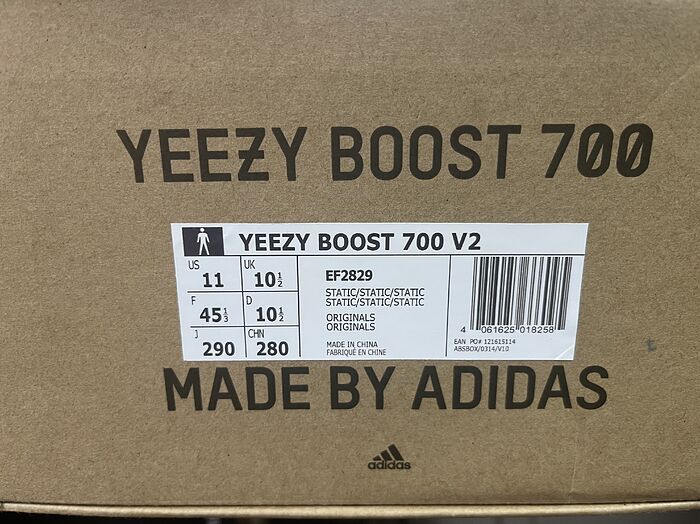 YEEZY BOOST 700
YEEZY BOOST 700 V2
US
11
UK
10½
F
45⅓
D
10½
J
290
CHN
280
EF2829
STATIC/STATIC/STATIC
STATIC/STATIC/STATIC
ORIGINALS
ORIGINALS
MADE IN CHINA
FABRIQUÉ EN CHINE
4 061625 018258
EAN PO# 121615114
ABSBOX/0314/V10
MADE BY ADIDAS
adidas